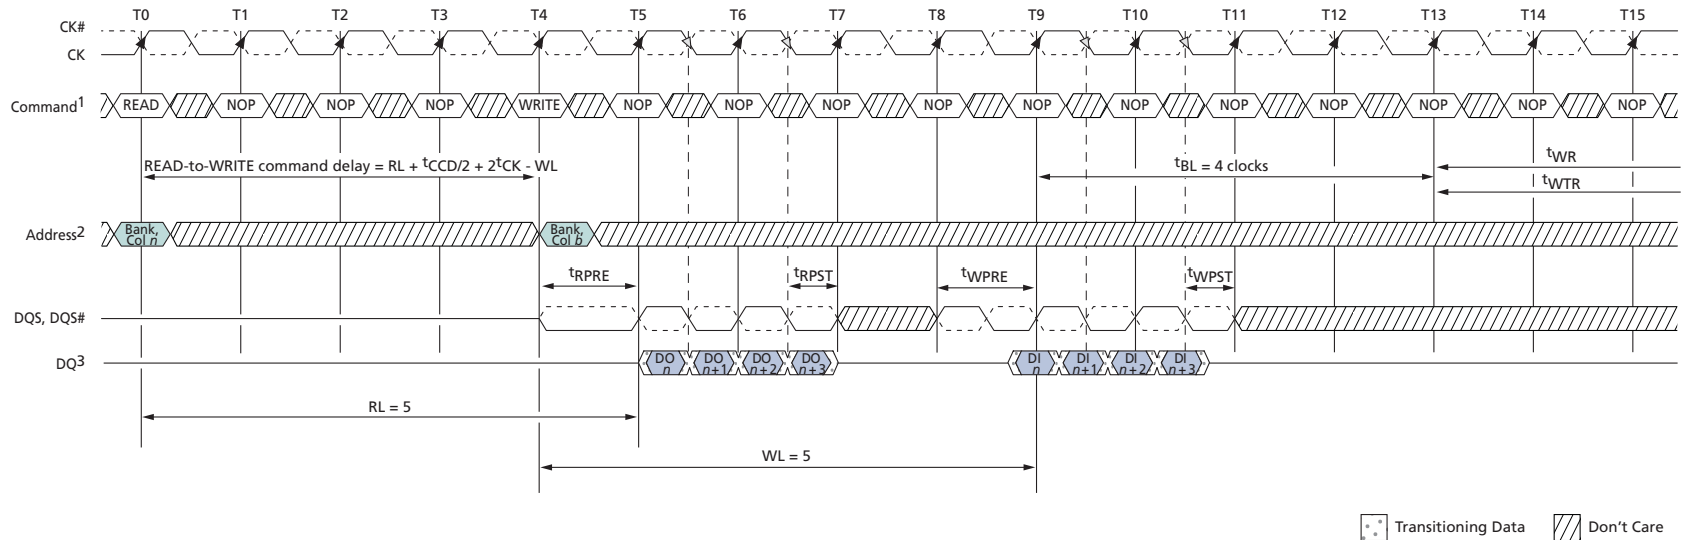 T0 T1 T2 T3 T4 T5 T6 T7 T8 T9 T10 T11 T12 T13 T14 T15
CK#
CK
Command1 READ NOP NOP NOP WRITE NOP NOP NOP NOP NOP NOP NOP NOP NOP NOP NOP
READ-to-WRITE command delay = RL + tCCD/2 + 2tCK - WL
tBL = 4 clocks
tWR
tWTR
Address2
Bank,
Col n
Bank,
Col b
tRPRE tRPST tWPRE tWPST
DQS, DQS#
DQ3
DO
n
DO
n+1
DO
n+2
DO
n+3
DI
n
DI
n+1
DI
n+2
DI
n+3
RL = 5
WL = 5
Transitioning Data Don't Care